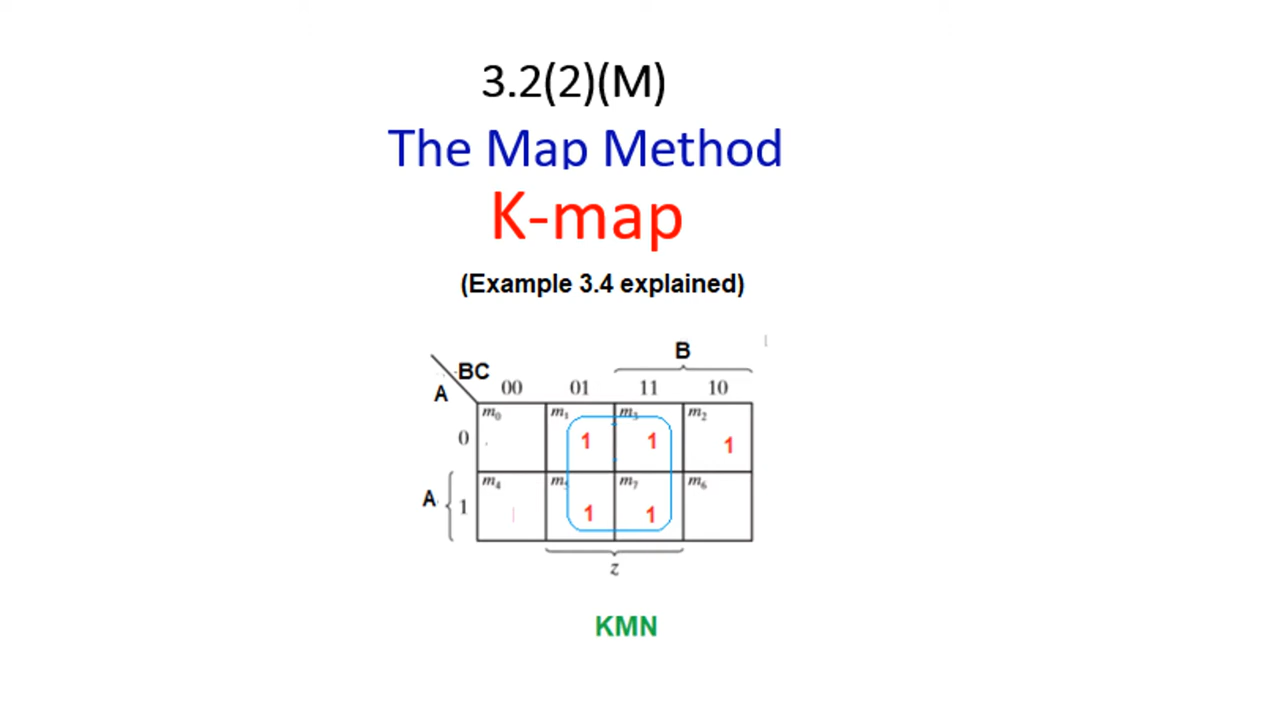 3.2(2)(M)
The Map Method
K-map
(Example 3.4 explained)
B
BC
A
00 01 11 10
m0 m1 m3 m2
0
1 1 1
m4 m5 m7 m6
A 1
1 1
z
KMN